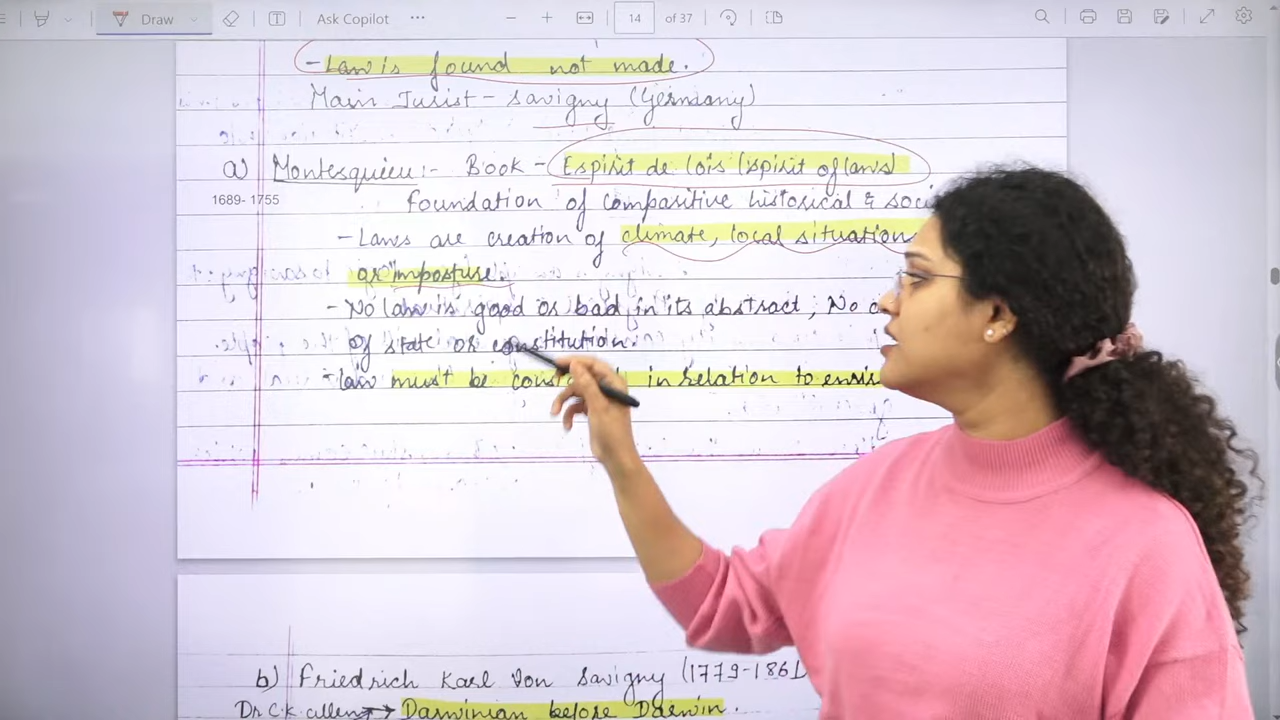 Draw
Ask Copilot
14 of 37
- Law is found not made.
Main Jurist - Savigny (Germany)
a) Montesquieu:- Book - Espirit de lois (spirit of laws)
1689- 1755
foundation of comparitive historical &
- Laws are creation of climate, local situation
or "imposture.
- No law is good or bad in its abstract; No
of state or constitution.
- law must be in relation to
b) Friedrich Karl Von Savigny (1779-1861
Dr. C.K. Allen → Darwinian before Darwin.